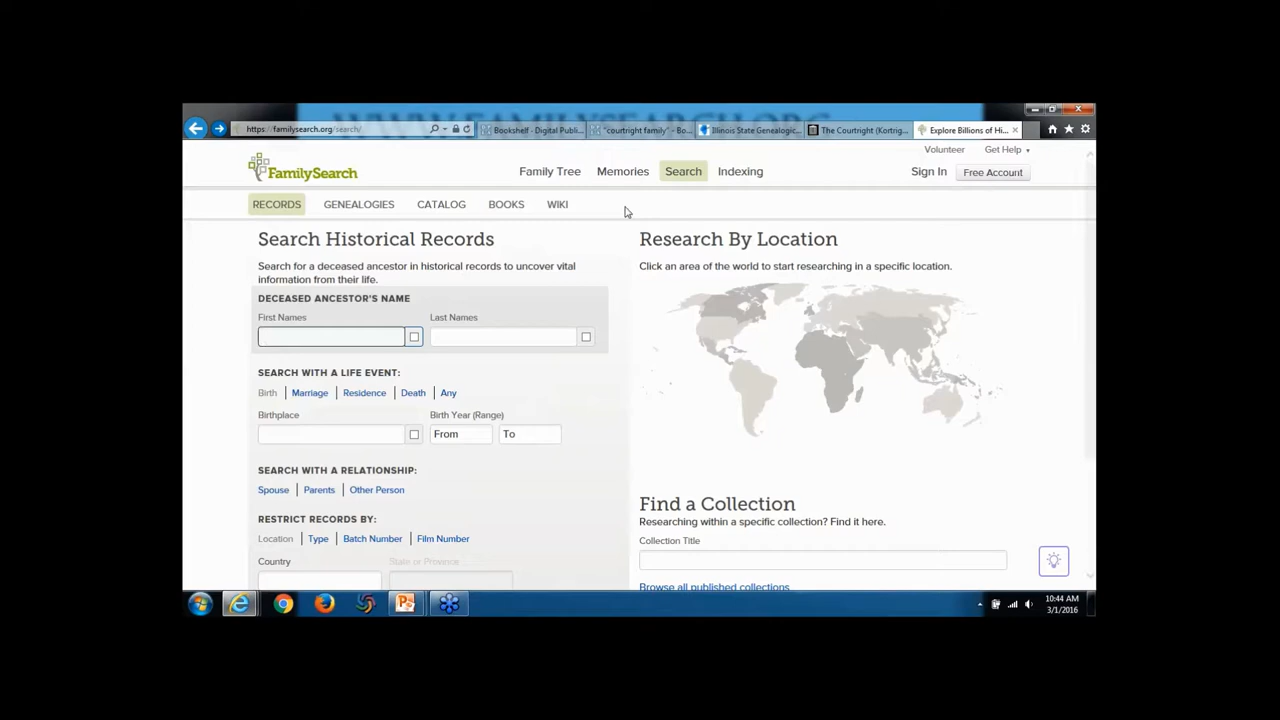 WWW.FAMILYSEARCH.ORG
https://familysearch.org/search/
Bookshelf - Digital Publi...
"courtright family" - Bo...
Illinois State Genealogic...
The Courtright (Kortrig...
Explore Billions of Hi...
Volunteer Get Help
FamilySearch
Family Tree Memories Search Indexing
Sign In Free Account
RECORDS GENEALOGIES CATALOG BOOKS WIKI
Search Historical Records
Search for a deceased ancestor in historical records to uncover vital
information from their life.
DECEASED ANCESTOR'S NAME
First Names Last Names
SEARCH WITH A LIFE EVENT:
Birth Marriage Residence Death Any
Birthplace Birth Year (Range)
From To
SEARCH WITH A RELATIONSHIP:
Spouse Parents Other Person
RESTRICT RECORDS BY:
Location Type Batch Number Film Number
Country State or Province
Research By Location
Click an area of the world to start researching in a specific location.
Find a Collection
Researching within a specific collection? Find it here.
Collection Title
Browse all published collections
10:44 AM
3/1/2016